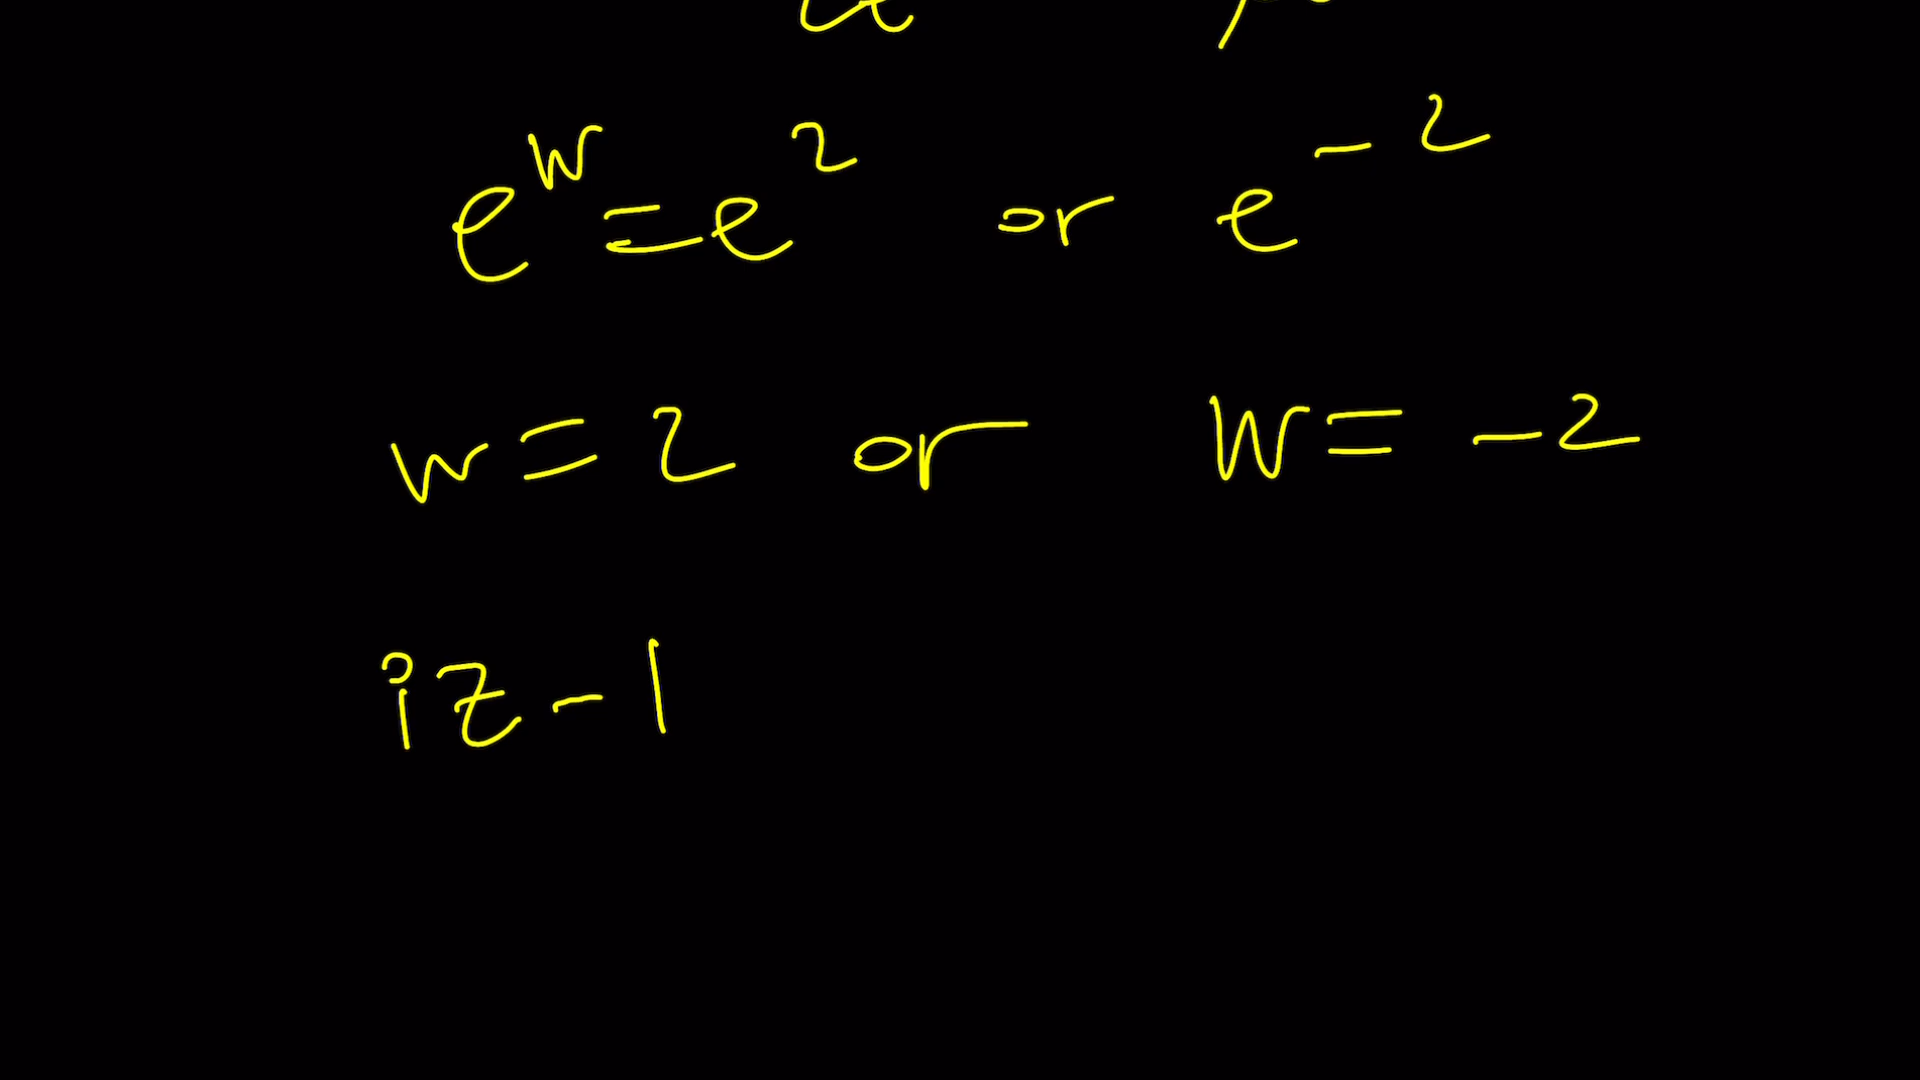 e^w = e^2 or e^-2
w = 2 or w = -2
iz - 1